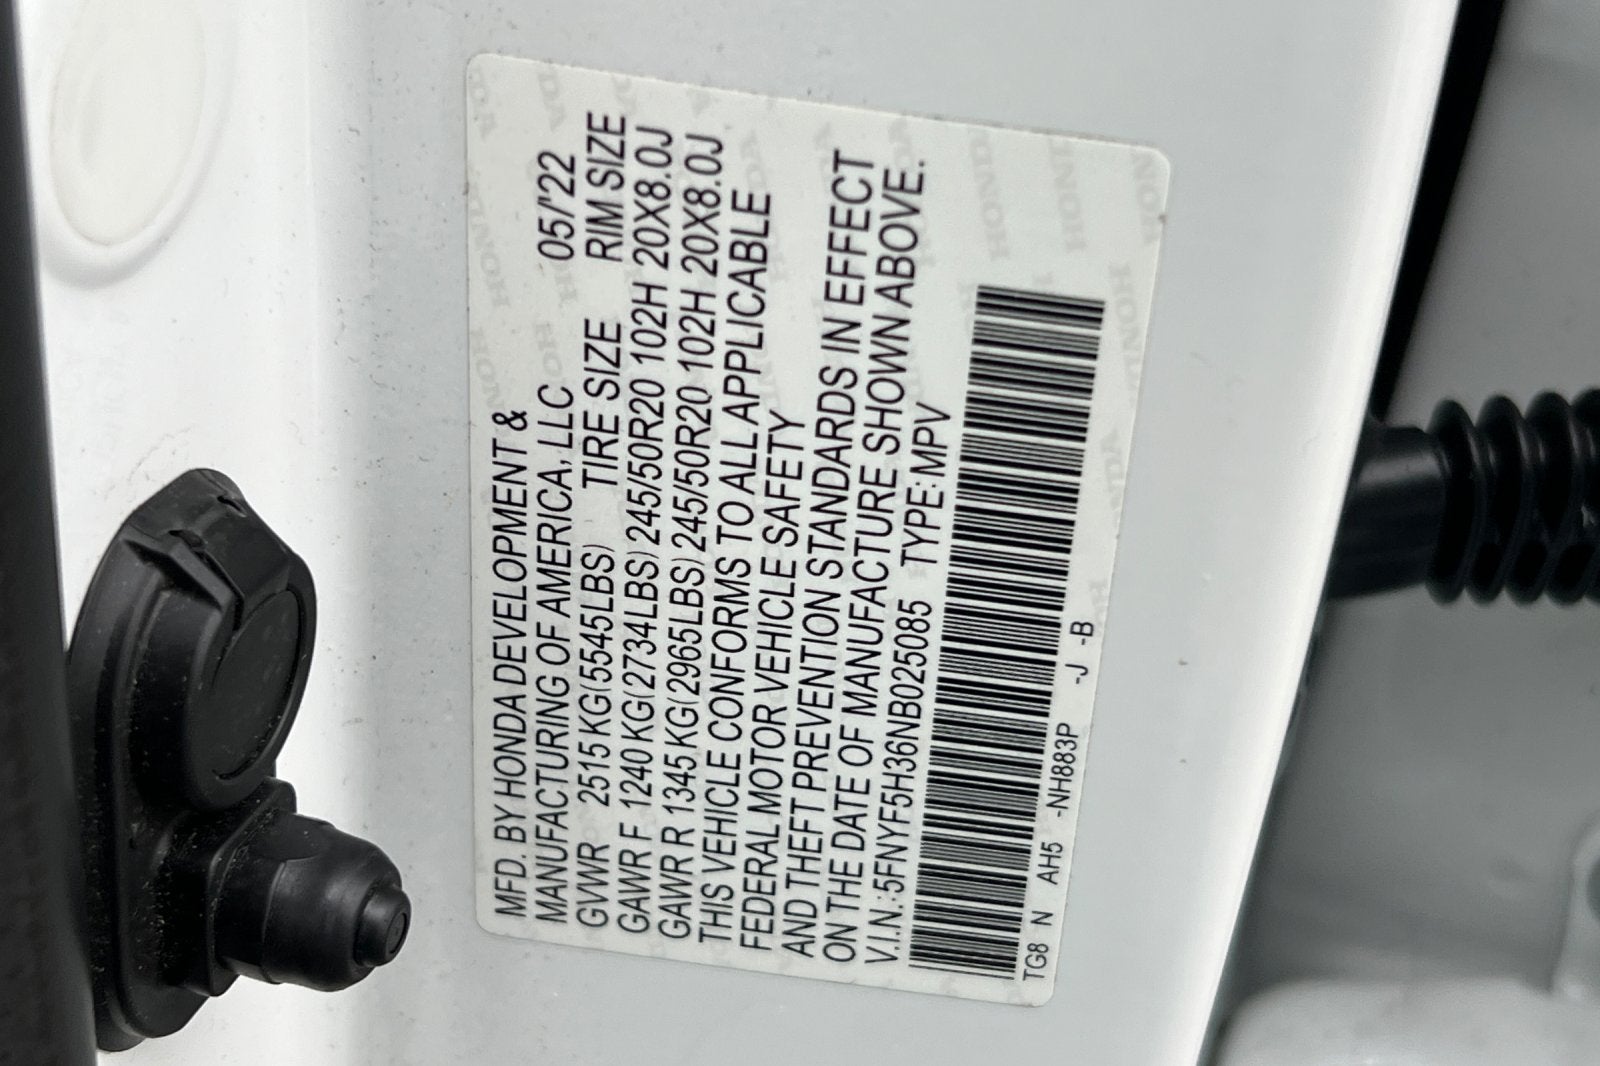 MFD. BY HONDA DEVELOPMENT &
MANUFACTURING OF AMERICA, LLC 05/'22
GVWR 2515 KG(5545LBS) TIRE SIZE RIM SIZE
GAWR F 1240 KG(2734LBS) 245/50R20 102H 20X8.0J
GAWR R 1345 KG(2965LBS) 245/50R20 102H 20X8.0J
THIS VEHICLE CONFORMS TO ALL APPLICABLE
FEDERAL MOTOR VEHICLE SAFETY
AND THEFT PREVENTION STANDARDS IN EFFECT
ON THE DATE OF MANUFACTURE SHOWN ABOVE.
V.I.N.:5FNYF5H36NB025085 TYPE:MPV
TG8 N AH5 -NH883P -J -B